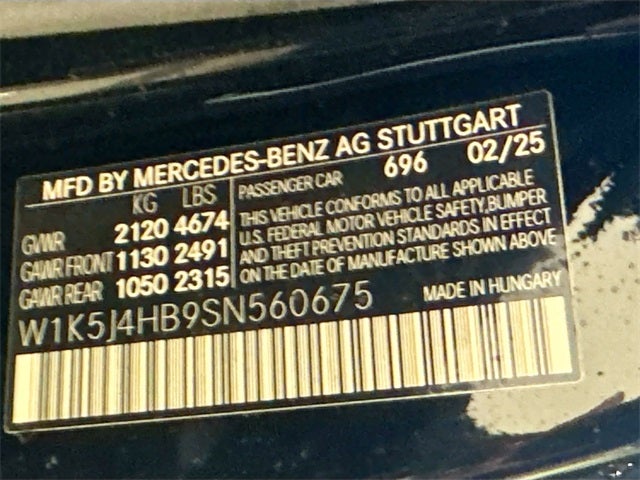 MFD BY MERCEDES-BENZ AG STUTTGART
KG LBS
GVWR 2120 4674
GAWR FRONT 1130 2491
GAWR REAR 1050 2315
PASSENGER CAR 696 02/25
THIS VEHICLE CONFORMS TO ALL APPLICABLE
U.S. FEDERAL MOTOR VEHICLE SAFETY, BUMPER
AND THEFT PREVENTION STANDARDS IN EFFECT
ON THE DATE OF MANUFACTURE SHOWN ABOVE
W1K5J4HB9SN560675
MADE IN HUNGARY